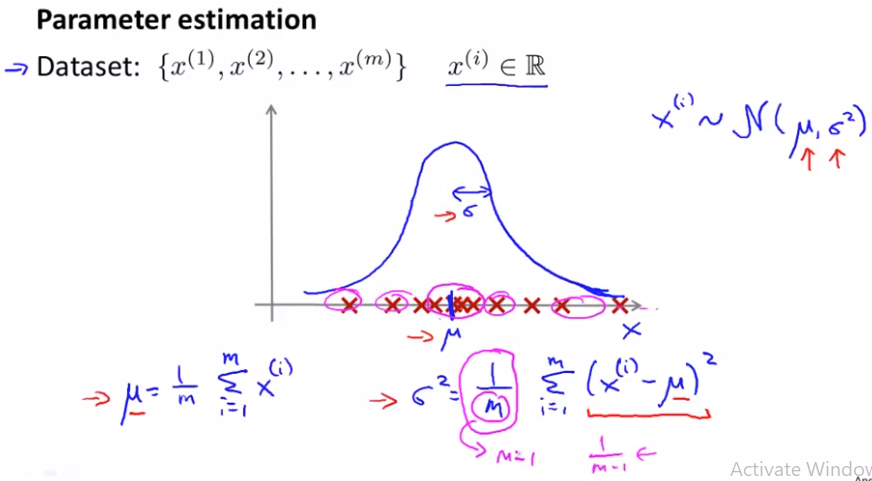 Parameter estimation
→ Dataset: {x^(1), x^(2), . . . , x^(m)}   x^(i) ∈ ℝ
x^(i) ~ N(μ, σ²)
→ σ
→ μ
x
→ μ = 1/m Σ_{i=1}^{m} x^(i)
→ σ² = 1/m Σ_{i=1}^{m} (x^(i) - μ)²
m-1   1/(m-1) ←
Activate Window